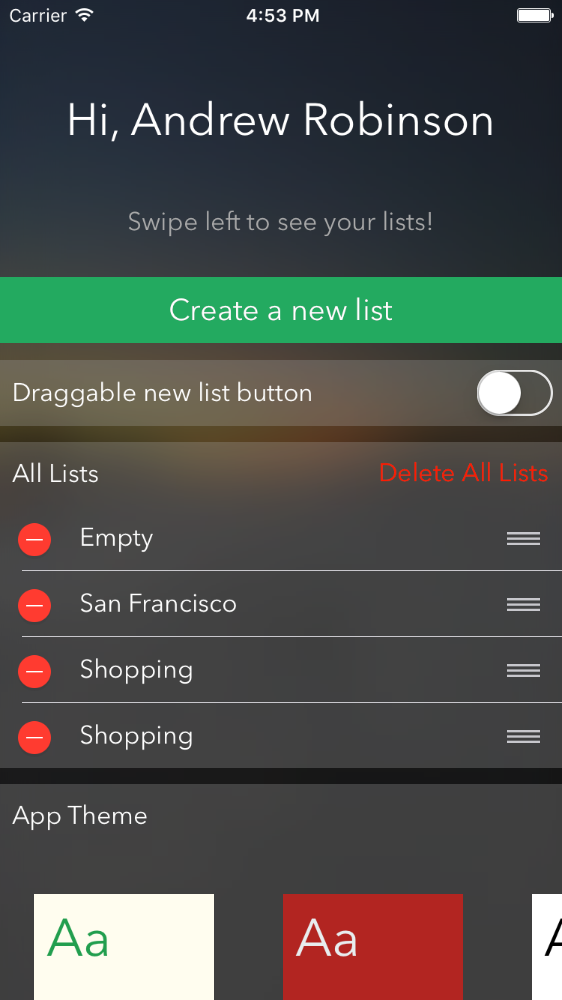 Carrier 4:53 PM
Hi, Andrew Robinson
Swipe left to see your lists!
Create a new list
Draggable new list button
All Lists Delete All Lists
Empty
San Francisco
Shopping
Shopping
App Theme
Aa Aa A